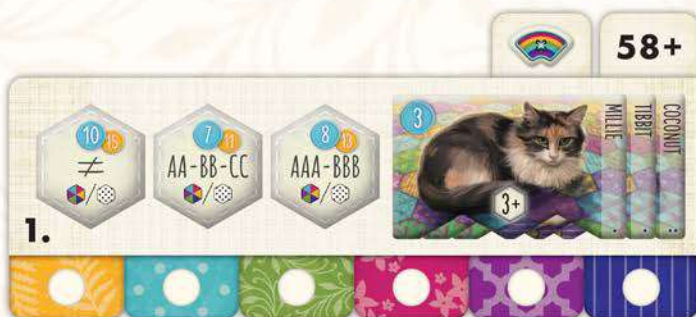 58+
10 15
7 11
8 13
3
≠
AA-BB-CC
AAA-BBB
/
/
/
3+
MILLIE
TIBBIT
COCONUT
1.